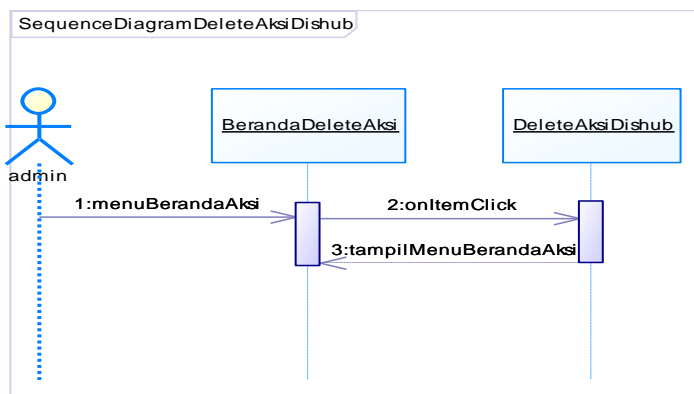 SequenceDiagramDeleteAksiDishub
BerandaDeleteAksi
DeleteAksiDishub
admin
1:menuBerandaAksi
2:onItemClick
3:tampilMenuBerandaAksi